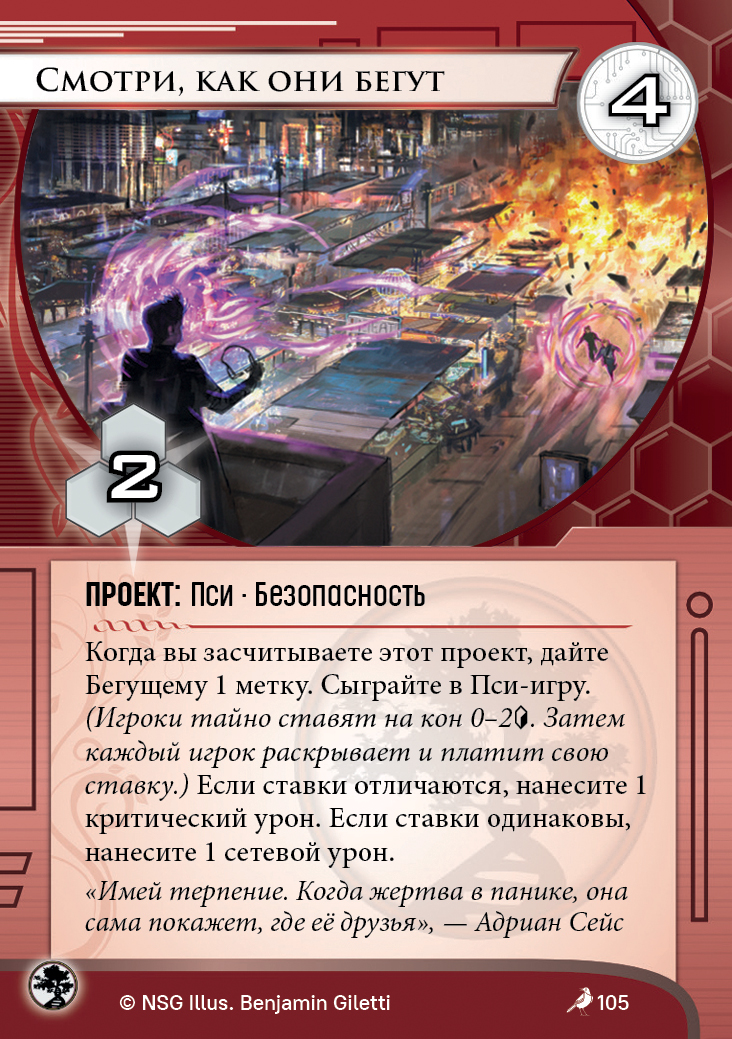 Смотри, как они бегут
4
2
ПРОЕКТ: Пси · Безопасность
Когда вы засчитываете этот проект, дайте
Бегущему 1 метку. Сыграйте в Пси-игру.
(Игроки тайно ставят на кон 0–2. Затем
каждый игрок раскрывает и платит свою
ставку.) Если ставки отличаются, нанесите 1
критический урон. Если ставки одинаковы,
нанесите 1 сетевой урон.
«Имей терпение. Когда жертва в панике, она
сама покажет, где её друзья», — Адриан Сейс
© NSG Illus. Benjamin Giletti
105